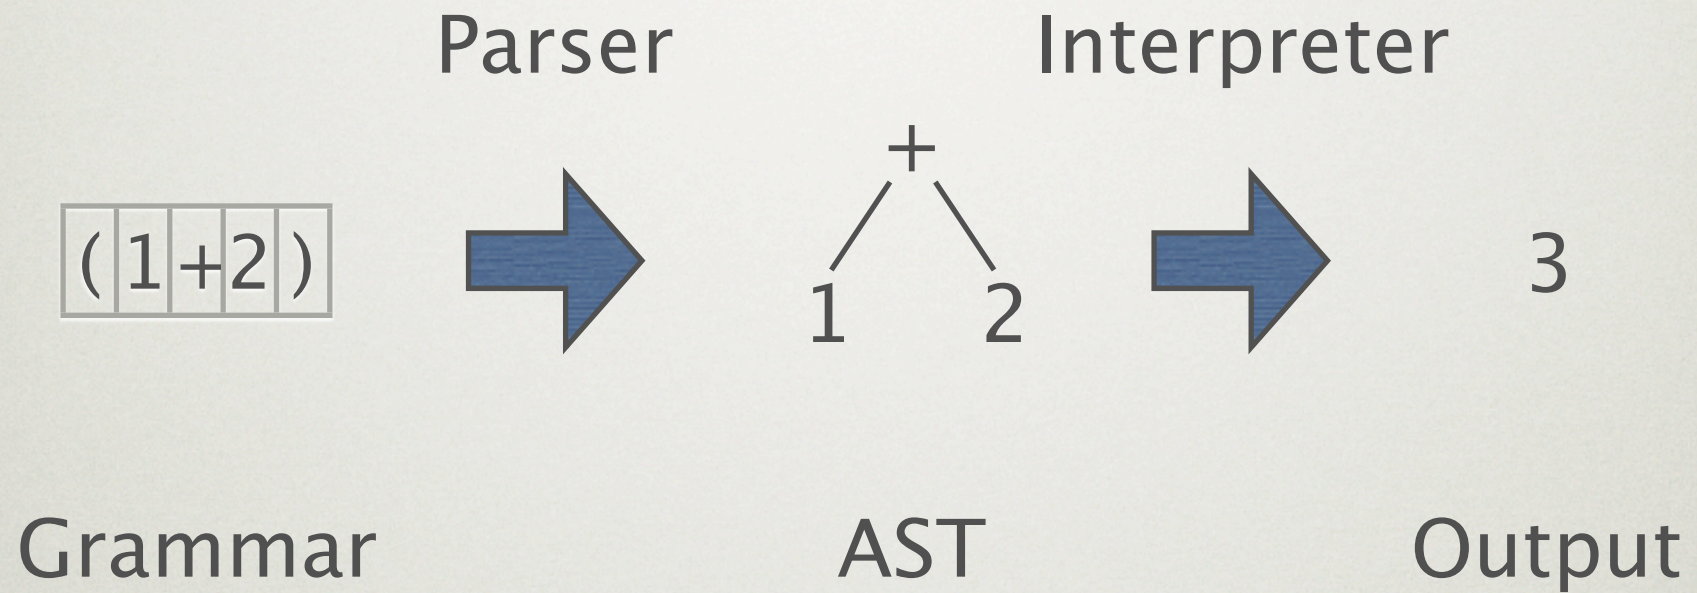 Parser Interpreter
+
(1+2) 3
1 2
Grammar AST Output